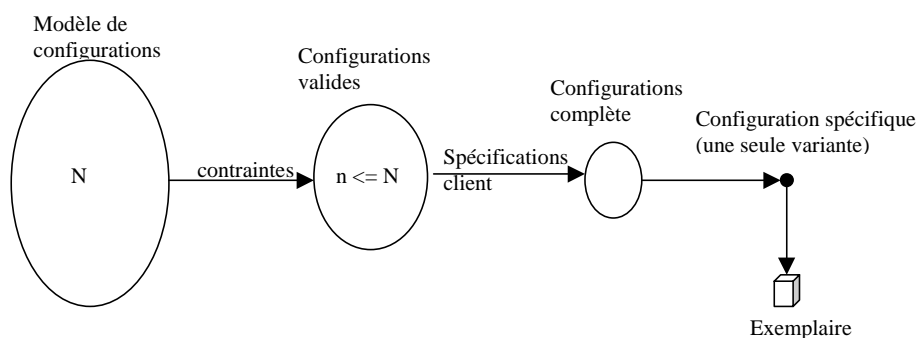 Modèle de
configurations
N
contraintes
Configurations
valides
n <= N
Spécifications
client
Configurations
complète
Configuration spécifique
(une seule variante)
Exemplaire